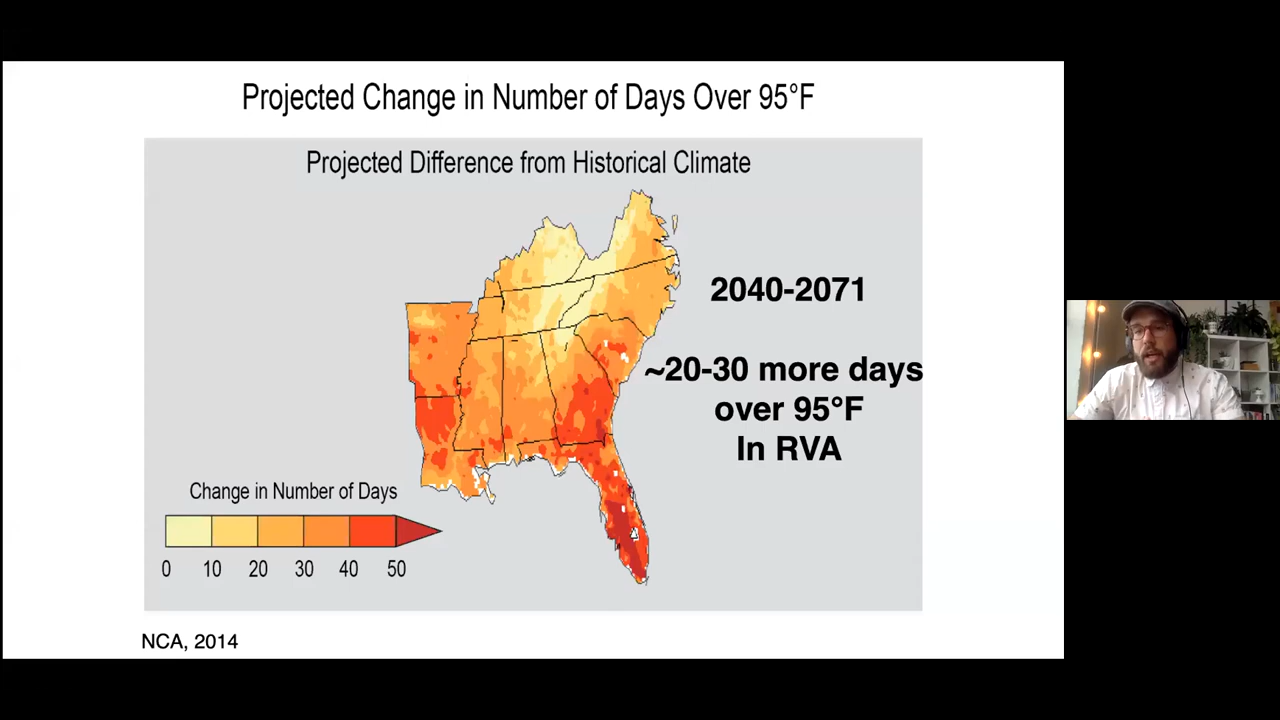 Projected Change in Number of Days Over 95°F
Projected Difference from Historical Climate
2040-2071
~20-30 more days
over 95°F
In RVA
Change in Number of Days
0 10 20 30 40 50
NCA, 2014